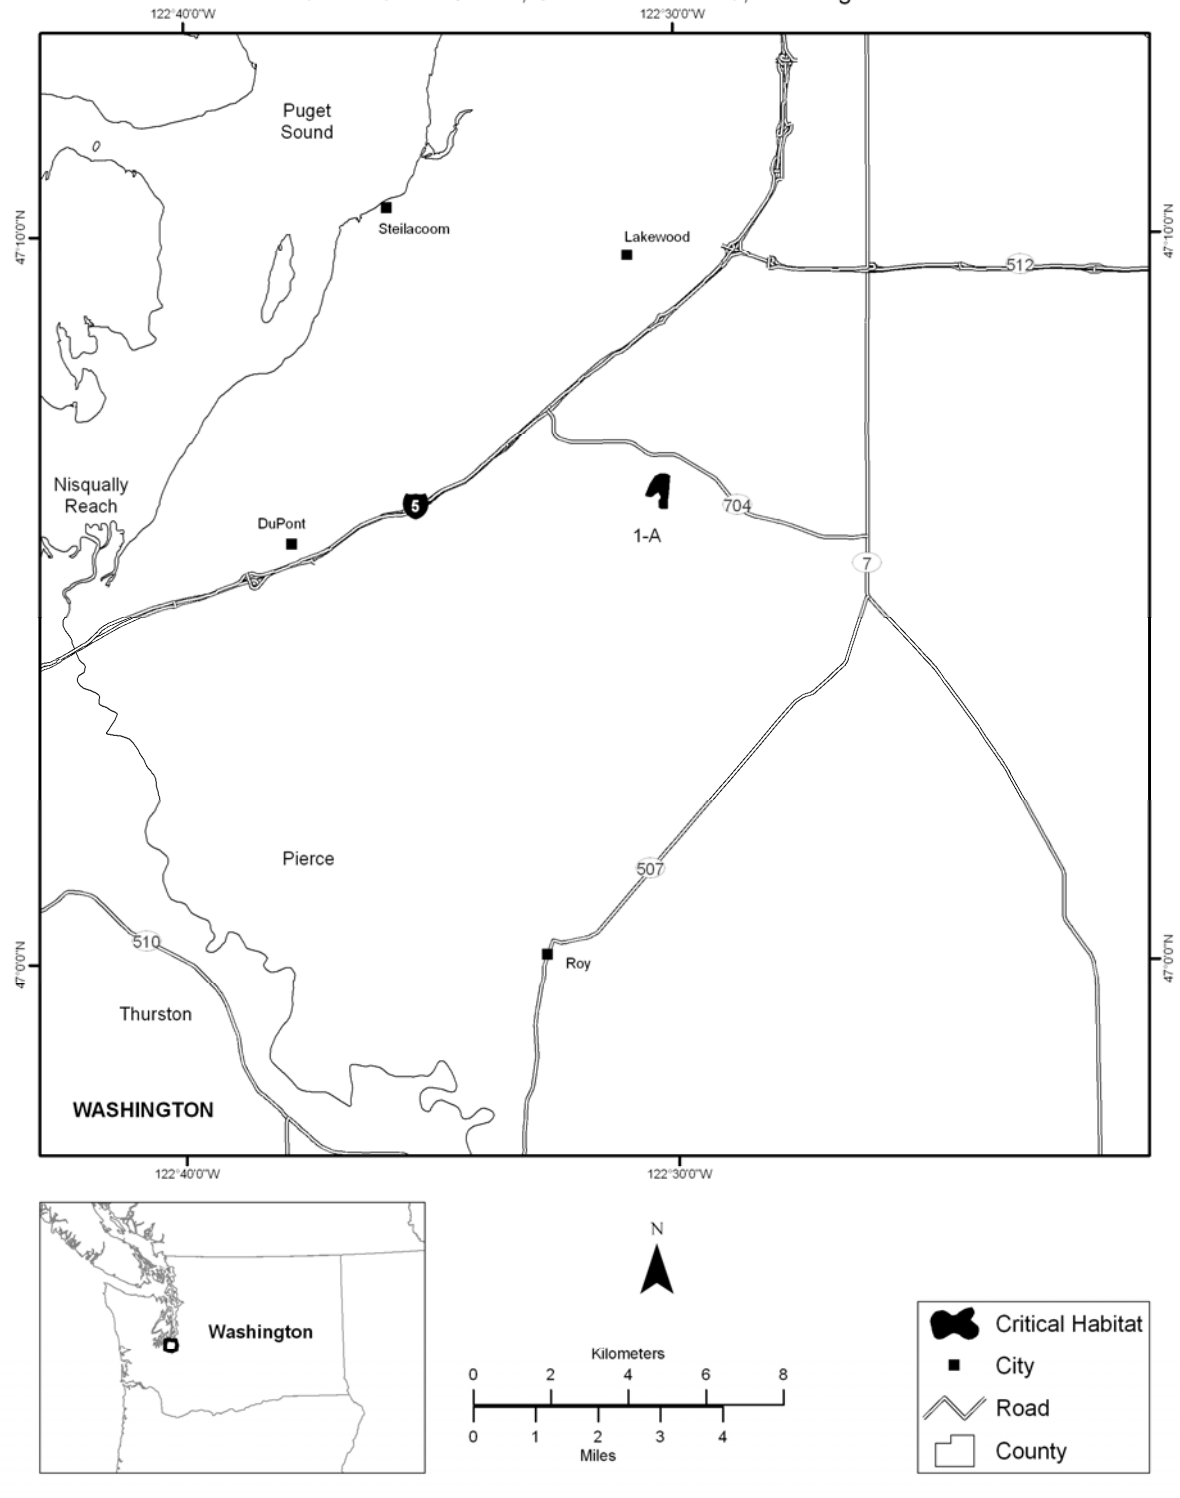 122°40'0"W
122°30'0"W
Puget
Sound
Steilacoom
Lakewood
47°10'0"N
47°10'0"N
512
Nisqually
Reach
5
704
DuPont
1-A
7
Pierce
507
510
Roy
47°0'0"N
47°0'0"N
Thurston
WASHINGTON
122°40'0"W
122°30'0"W
N
Washington
Kilometers
0 2 4 6 8
0 1 2 3 4
Miles
Critical Habitat
City
Road
County